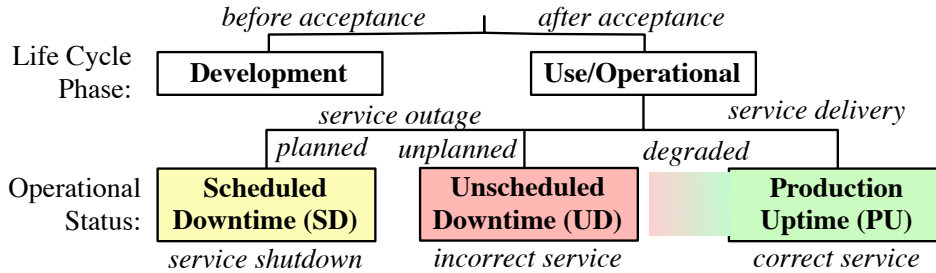 before acceptance after acceptance
Life Cycle
Phase:
Development
Use/Operational
service outage
service delivery
planned unplanned degraded
Operational
Status:
Scheduled
Downtime (SD)
Unscheduled
Downtime (UD)
Production
Uptime (PU)
service shutdown incorrect service correct service